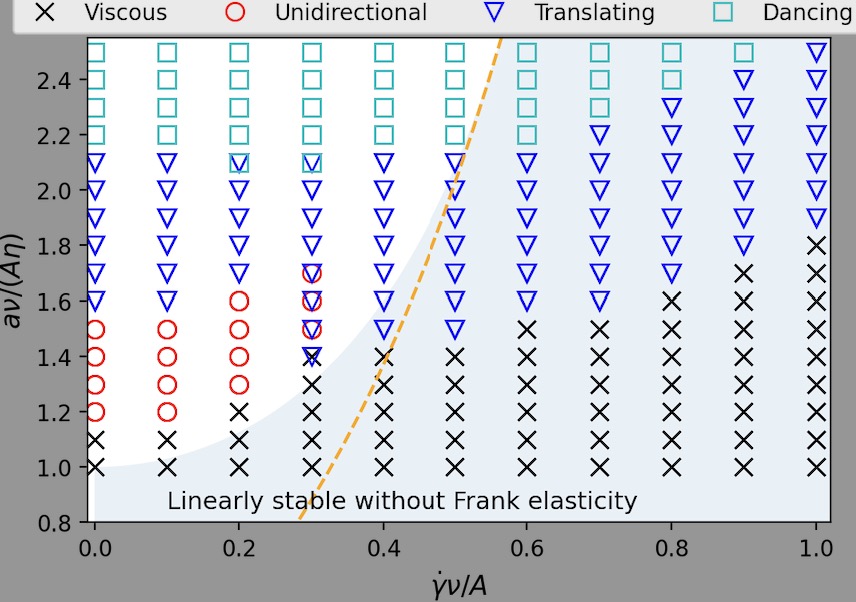 Viscous Unidirectional Translating Dancing
2.4
2.2
2.0
1.8
1.6
1.4
1.2
1.0
0.8
aν/(Aη)
Linearly stable without Frank elasticity
0.0 0.2 0.4 0.6 0.8 1.0
γ̇ν/A